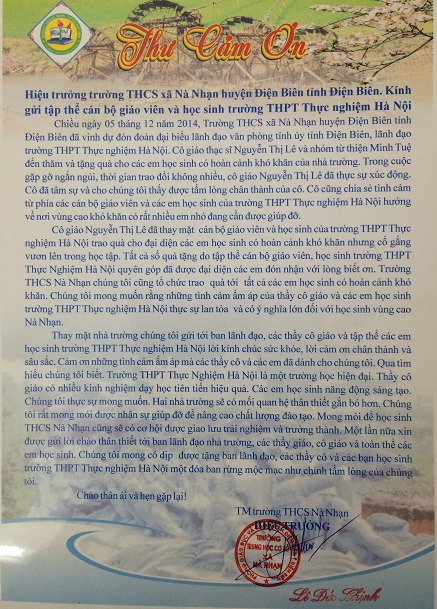 Thư Cảm Ơn
Hiệu trưởng trường THCS xã Nà Nhạn huyện Điện Biên tỉnh Điện Biên. Kính
gửi tập thể cán bộ giáo viên và học sinh trường THPT Thực nghiệm Hà Nội
Chiều ngày 05 tháng 12 năm 2014, Trường THCS xã Nà Nhạn huyện Điện Biên tỉnh
Điện Biên đã vinh dự đón đoàn đại biểu lãnh đạo văn phòng tỉnh ủy tỉnh Điện Biên, lãnh đạo
trường THPT Thực nghiệm Hà Nội. Cô giáo thạc sĩ Nguyễn Thị Lê và nhóm từ thiện Minh Tuệ
đến thăm và tặng quà cho các em học sinh có hoàn cảnh khó khăn của nhà trường. Trong cuộc
gặp gỡ ngắn ngủi, thời gian trao đổi không nhiều, cô giáo Nguyễn Thị Lê đã thực sự xúc động.
Cô đã tâm sự và cho chúng tôi thấy được tấm lòng chân thành của cô. Cô cũng chia sẻ tình cảm
từ phía các cán bộ giáo viên và các em học sinh của trường THPT Thực nghiệm Hà Nội hướng
về nơi vùng cao khó khăn có rất nhiều em nhỏ đang cần được giúp đỡ.
Cô giáo Nguyễn Thị Lê đã thay mặt cán bộ giáo viên và học sinh của trường THPT Thực
nghiệm Hà Nội trao quà cho đại diện các em học sinh có hoàn cảnh khó khăn nhưng cố gắng
vươn lên trong học tập. Tất cả số quà tặng do tập thể cán bộ giáo viên, học sinh trường THPT
Thực Nghiệm Hà Nội quyên góp đã được đại diện các em đón nhận với lòng biết ơn. Trường
THCS Nà Nhạn chúng tôi cũng tổ chức trao quà tới tất cả các em học sinh có hoàn cảnh khó
khăn. Chúng tôi mong muốn rằng những tình cảm ấm áp của thầy cô giáo và các em học sinh
trường THPT Thực nghiệm Hà Nội thực sự lan tỏa và có ý nghĩa lớn đối với học sinh vùng cao
Nà Nhạn.
Thay mặt nhà trường chúng tôi gửi tới ban lãnh đạo, các thầy cô giáo và tập thể các em
học sinh trường THPT Thực nghiệm Hà Nội lời kính chúc sức khỏe, lời cảm ơn chân thành và
sâu sắc. Cảm ơn những tình cảm ấm áp mà các thầy cô và các em đã dành cho chúng tôi. Qua tìm
hiểu chúng tôi biết. Trường THPT Thực Nghiệm Hà Nội là một trường học hiện đại. Thầy cô
giáo có nhiều kinh nghiệm dạy học tiên tiến hiệu quả. Các em học sinh năng động sáng tạo.
Chúng tôi thực sự mong muốn. Hai nhà trường sẽ có mối quan hệ thân thiết gắn bó hơn. Chúng
tôi rất mong mới được nhận sự giúp đỡ để nâng cao chất lượng đào tạo. Mong mỏi để học sinh
THCS Nà Nhạn cũng sẽ có cơ hội được giao lưu trải nghiệm và trưởng thành. Một lần nữa xin
được gửi lời chào thân thiết tới ban lãnh đạo nhà trường, các thầy giáo, cô giáo và toàn thể các
em học sinh. Chúng tôi mong có dịp được tặng ban lãnh đạo, các thầy cô và các bạn học sinh
trường THPT Thực nghiệm Hà Nội một đóa ban rừng mộc mạc như chính tấm lòng của chúng
tôi.
Chào thân ái và hẹn gặp lại!
TM trường THCS Nà Nhạn
HIỆU TRƯỞNG
TRƯỜNG
TRUNG HỌC CƠ SỞ
XÃ
NÀ NHẠN
Lê Đức Thịnh